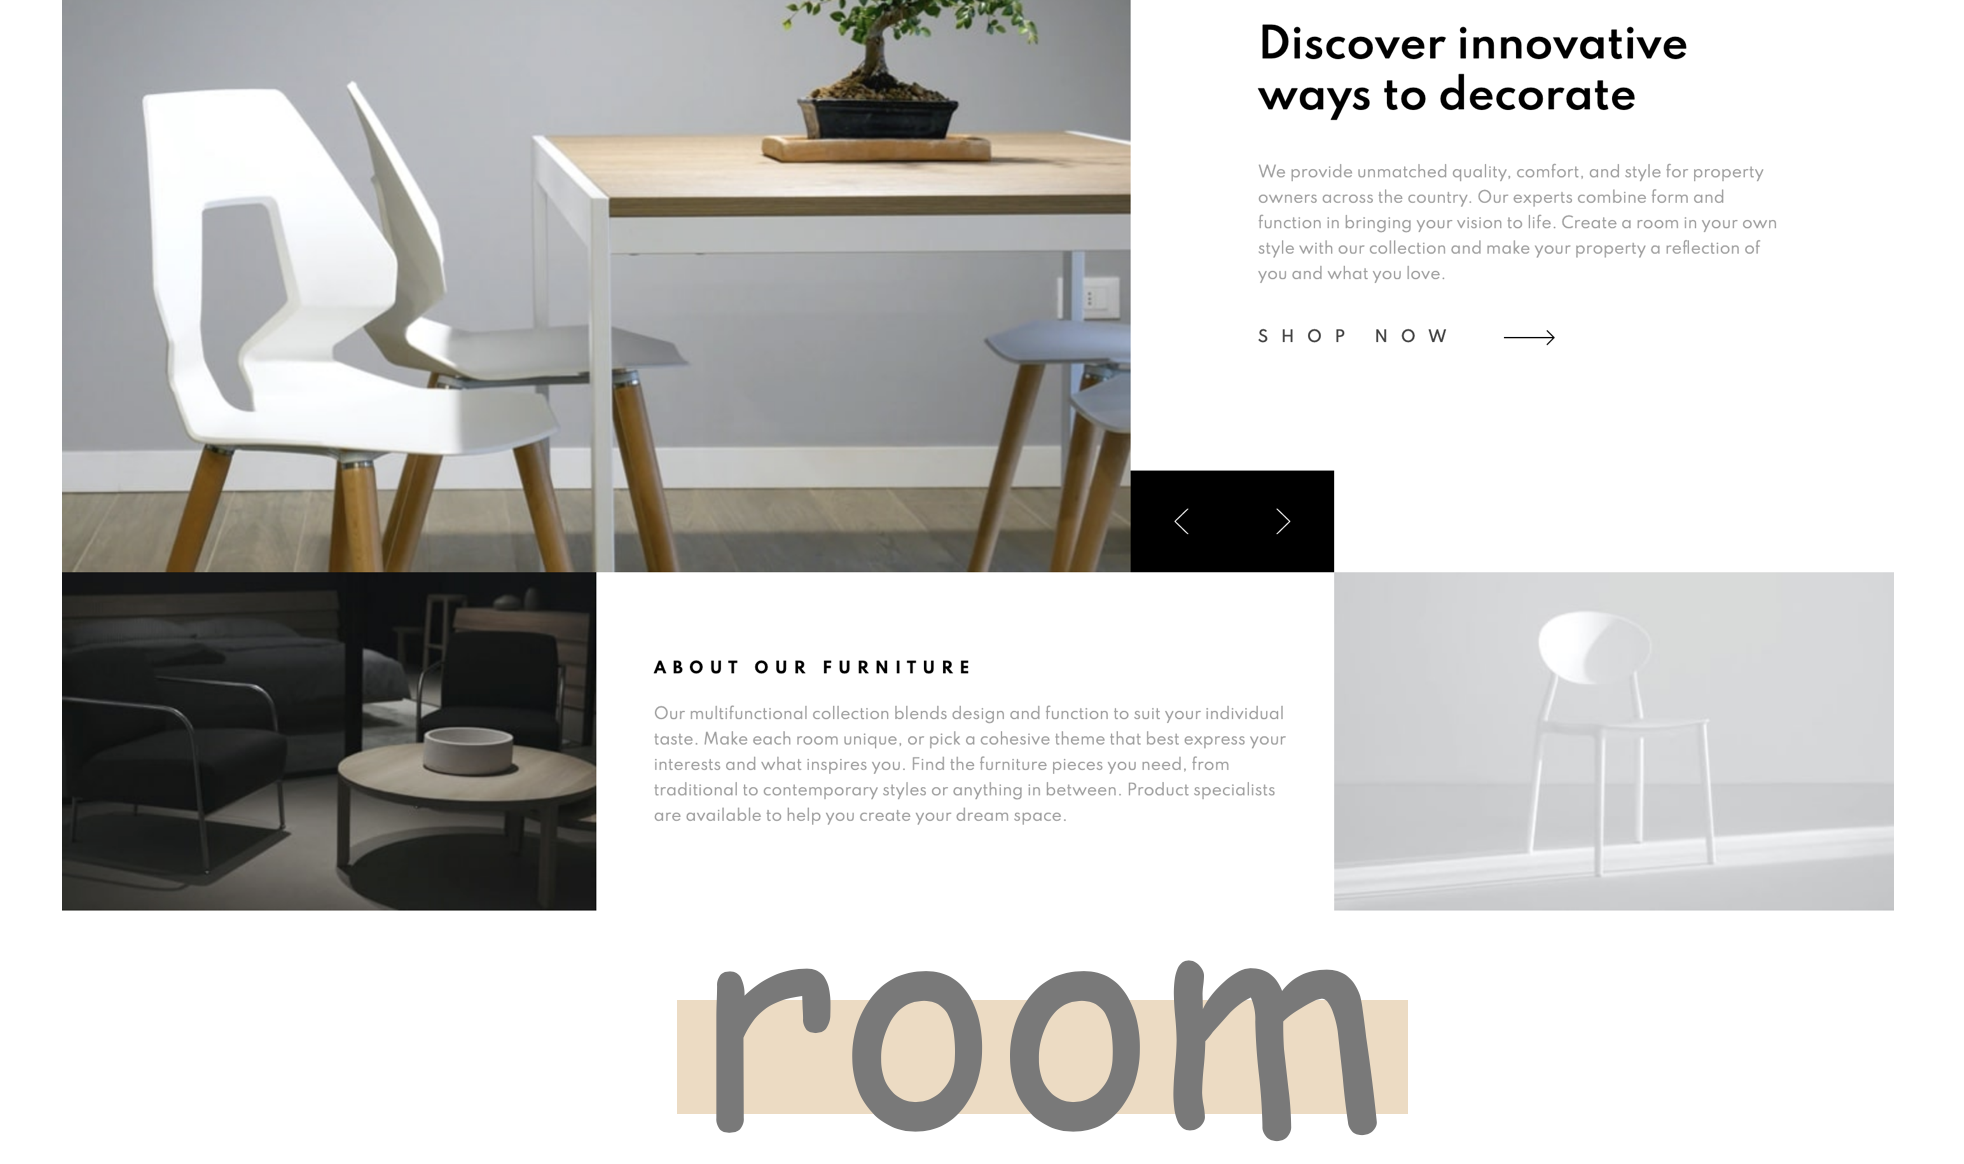 Discover innovative
ways to decorate
We provide unmatched quality, comfort, and style for property
owners across the country. Our experts combine form and
function in bringing your vision to life. Create a room in your own
style with our collection and make your property a reflection of
you and what you love.
SHOP NOW
ABOUT OUR FURNITURE
Our multifunctional collection blends design and function to suit your individual
taste. Make each room unique, or pick a cohesive theme that best express your
interests and what inspires you. Find the furniture pieces you need, from
traditional to contemporary styles or anything in between. Product specialists
are available to help you create your dream space.
room